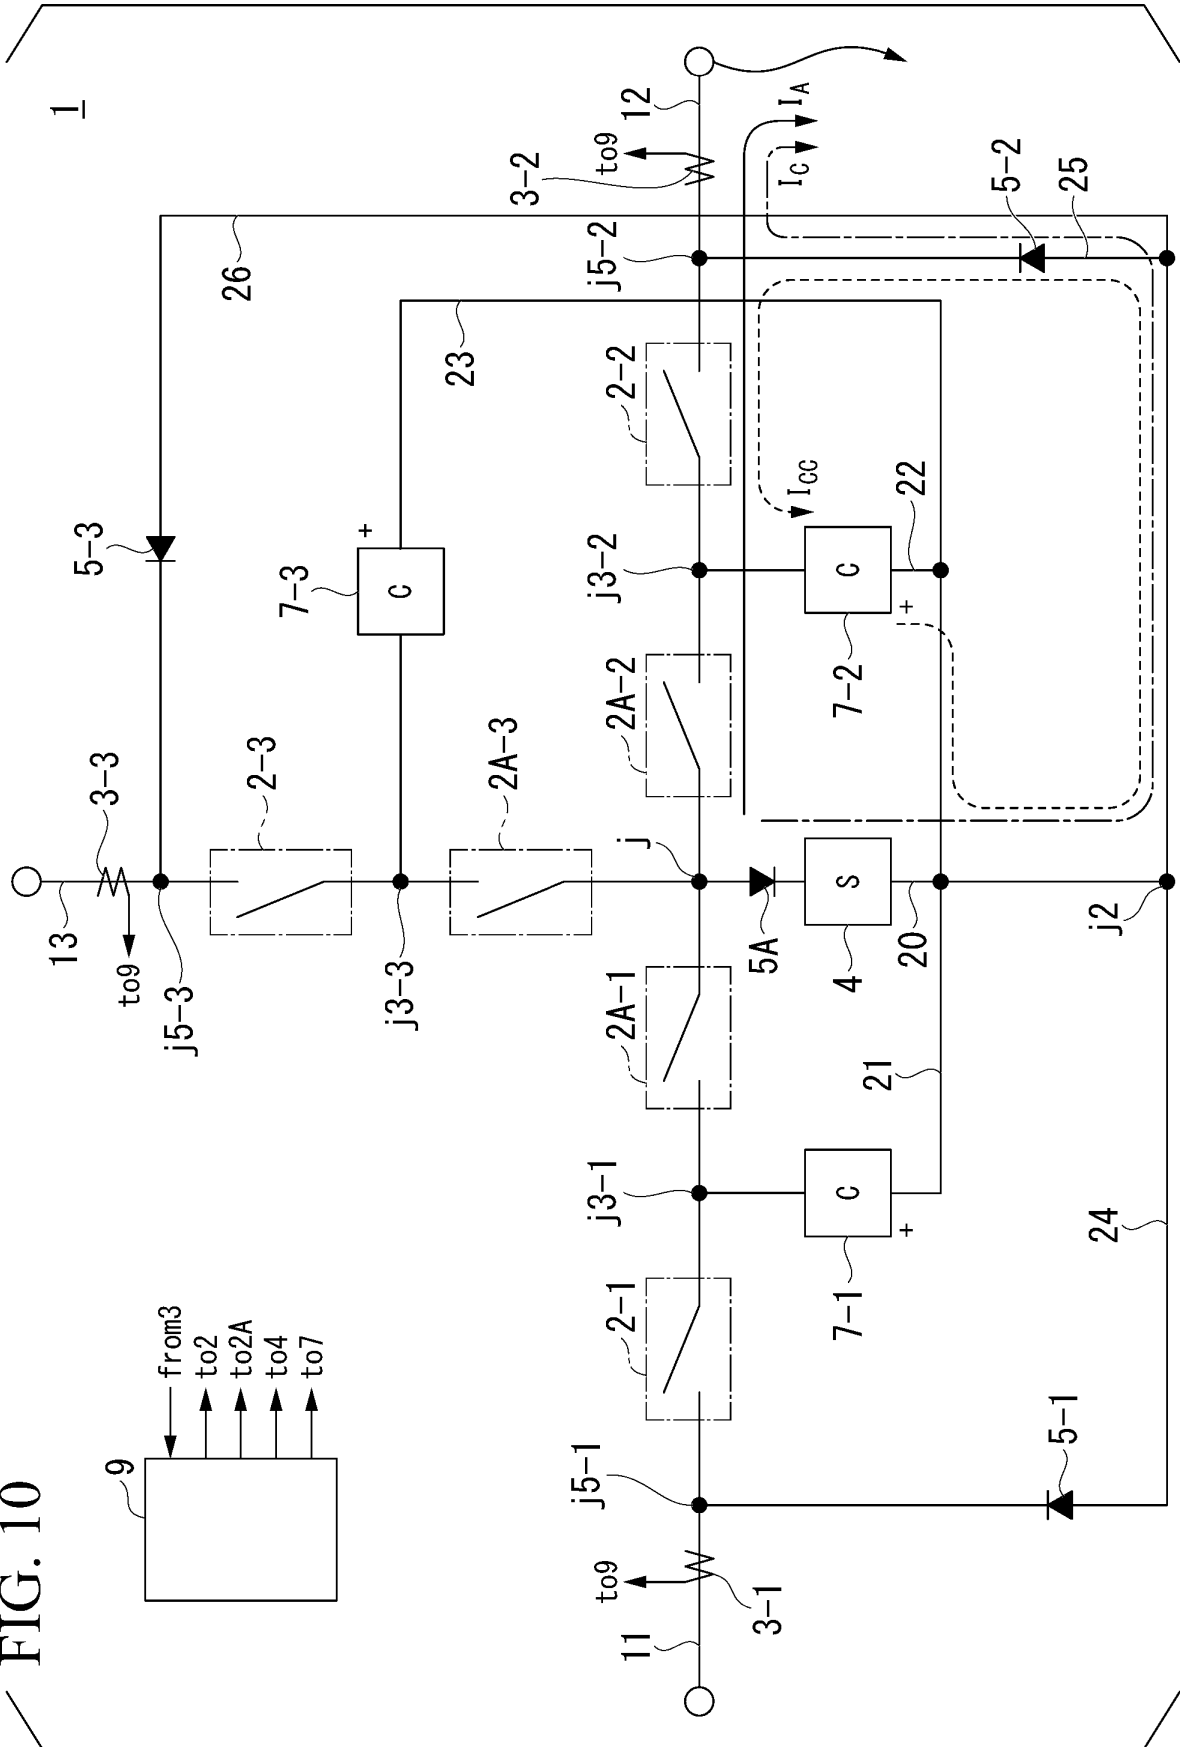 FIG. 10
1
9
from3
to2
to2A
to4
to7
13
3-3
to9
j5-3
5-3
26
2-3
j3-3
7-3
C
+
23
2A-3
11
to9
3-1
j5-1
2-1
j3-1
2A-1
j
2A-2
j3-2
2-2
j5-2
3-2
to9
12
IA
IC
ICC
5A
S
4
20
7-1
C
+
21
7-2
C
+
22
5-1
24
j2
5-2
25